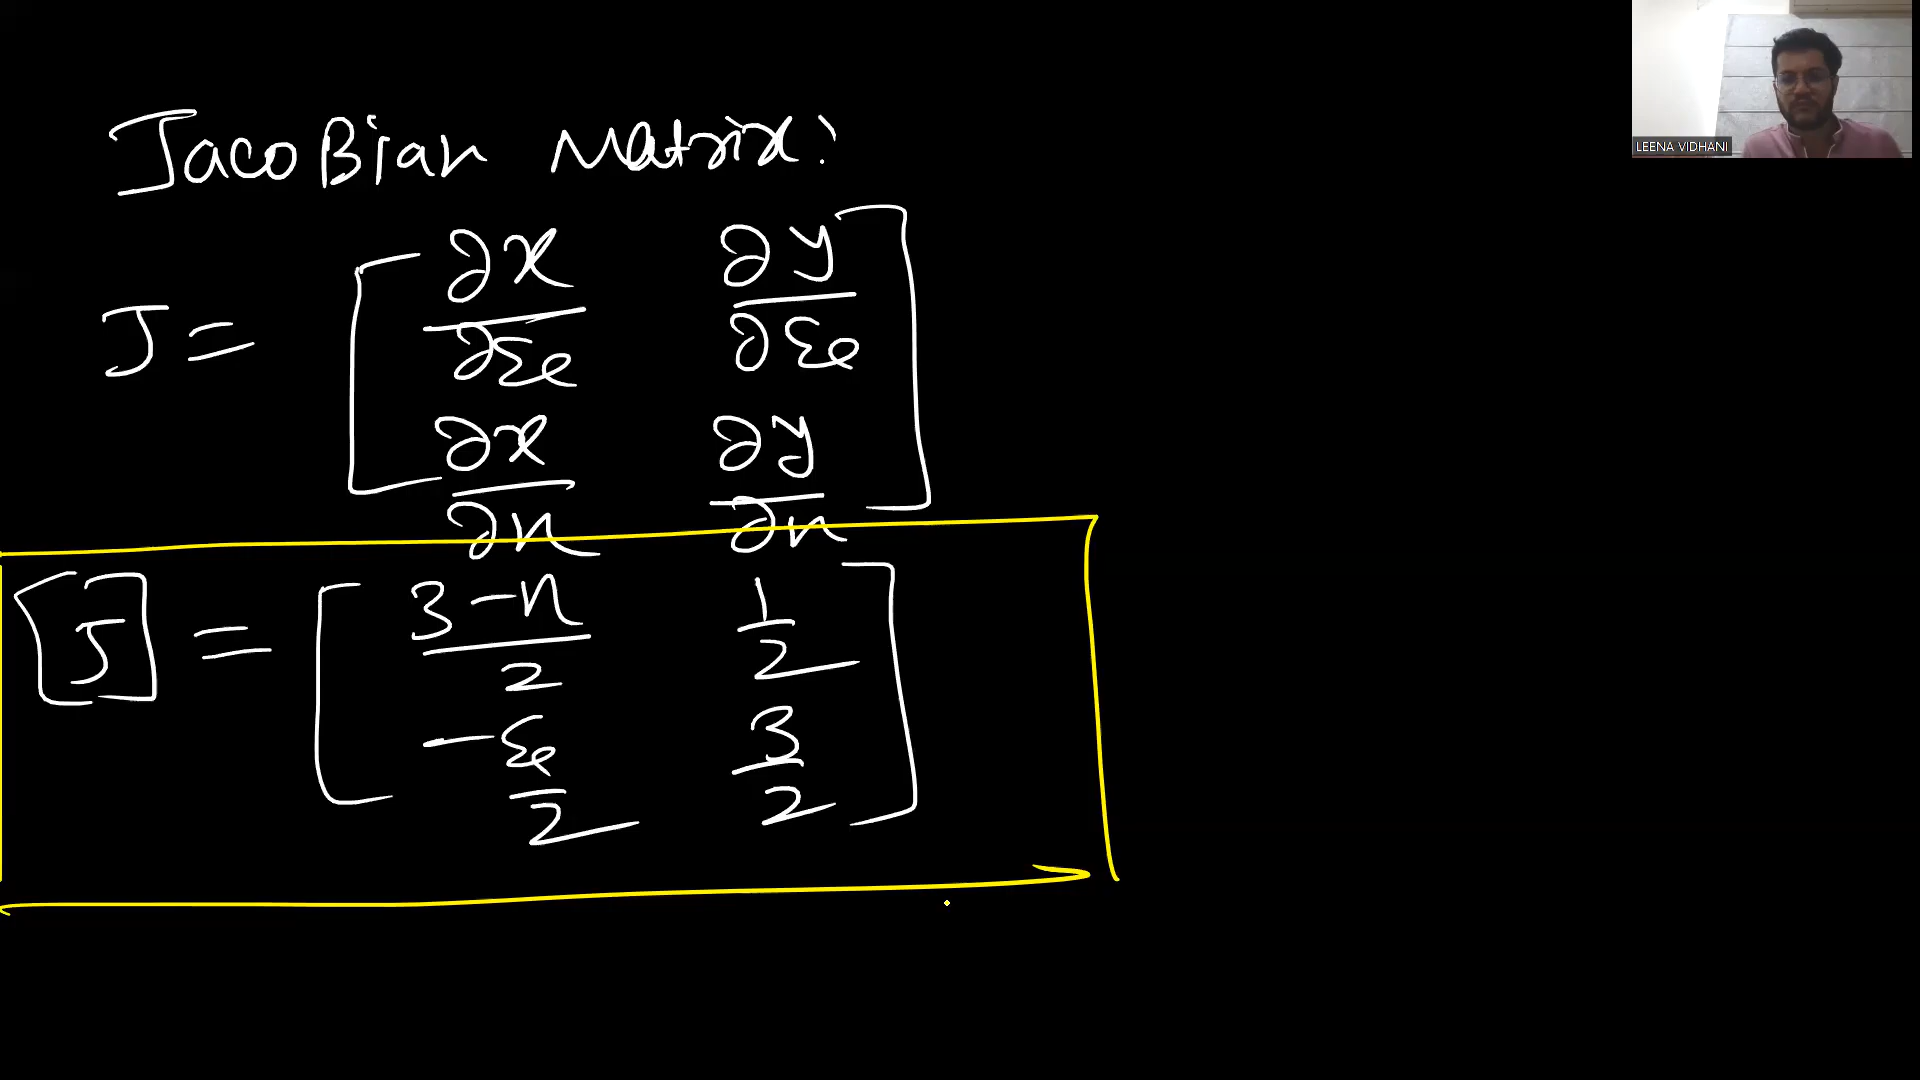 LEENA VIDHANI
JacoBian Matrix:
J = [ ∂x/∂ξ ∂y/∂ξ
∂x/∂η ∂y/∂η ]
[J] = [ 3-η/2 1/2
-ξ/2 3/2 ]